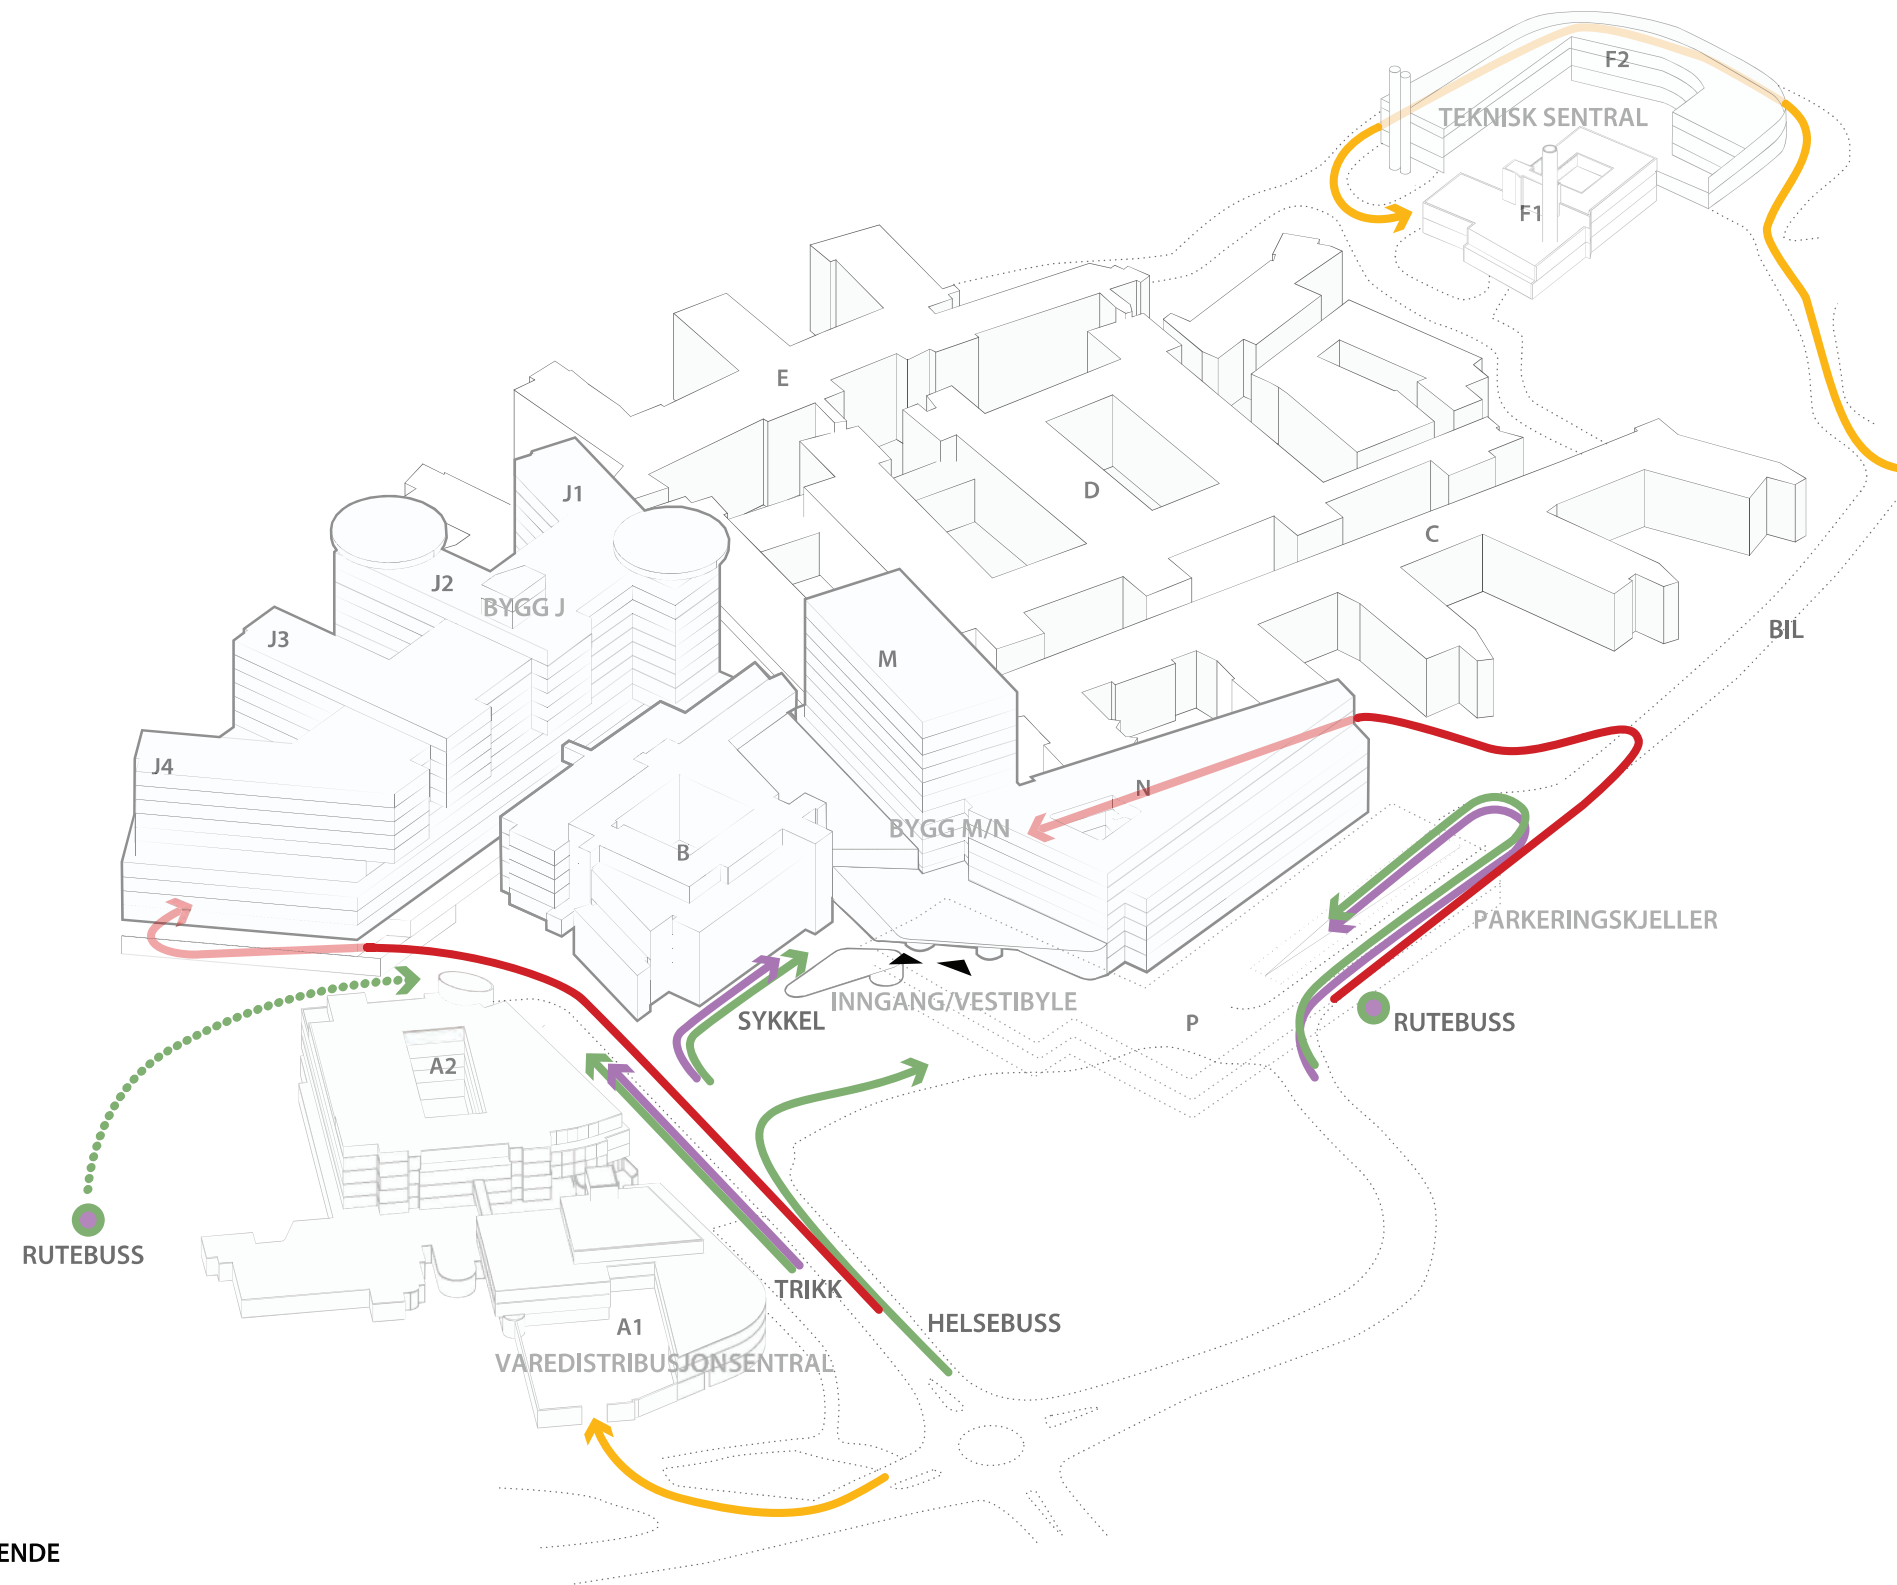 F2
TEKNISK SENTRAL
F1
E
J1
D
C
J2
BYGG J
J3
BIL
M
J4
N
BYGG M/N
B
PARKERINGSKJELLER
INNGANG/VESTIBYLE
SYKKEL
P
RUTEBUSS
A2
RUTEBUSS
TRIKK
HELSEBUSS
A1
VAREDISTRIBUSJONSENTRAL
ENDE